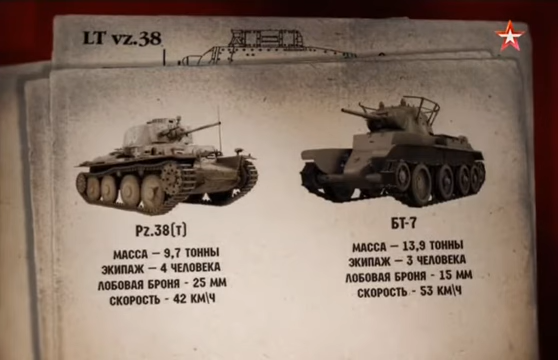 LT vz.38
Pz.38(т)
МАССА – 9,7 ТОННЫ
ЭКИПАЖ – 4 ЧЕЛОВЕКА
ЛОБОВАЯ БРОНЯ - 25 ММ
СКОРОСТЬ - 42 КМ\Ч
БТ-7
МАССА – 13,9 ТОННЫ
ЭКИПАЖ – 3 ЧЕЛОВЕКА
ЛОБОВАЯ БРОНЯ - 15 ММ
СКОРОСТЬ - 53 КМ\Ч